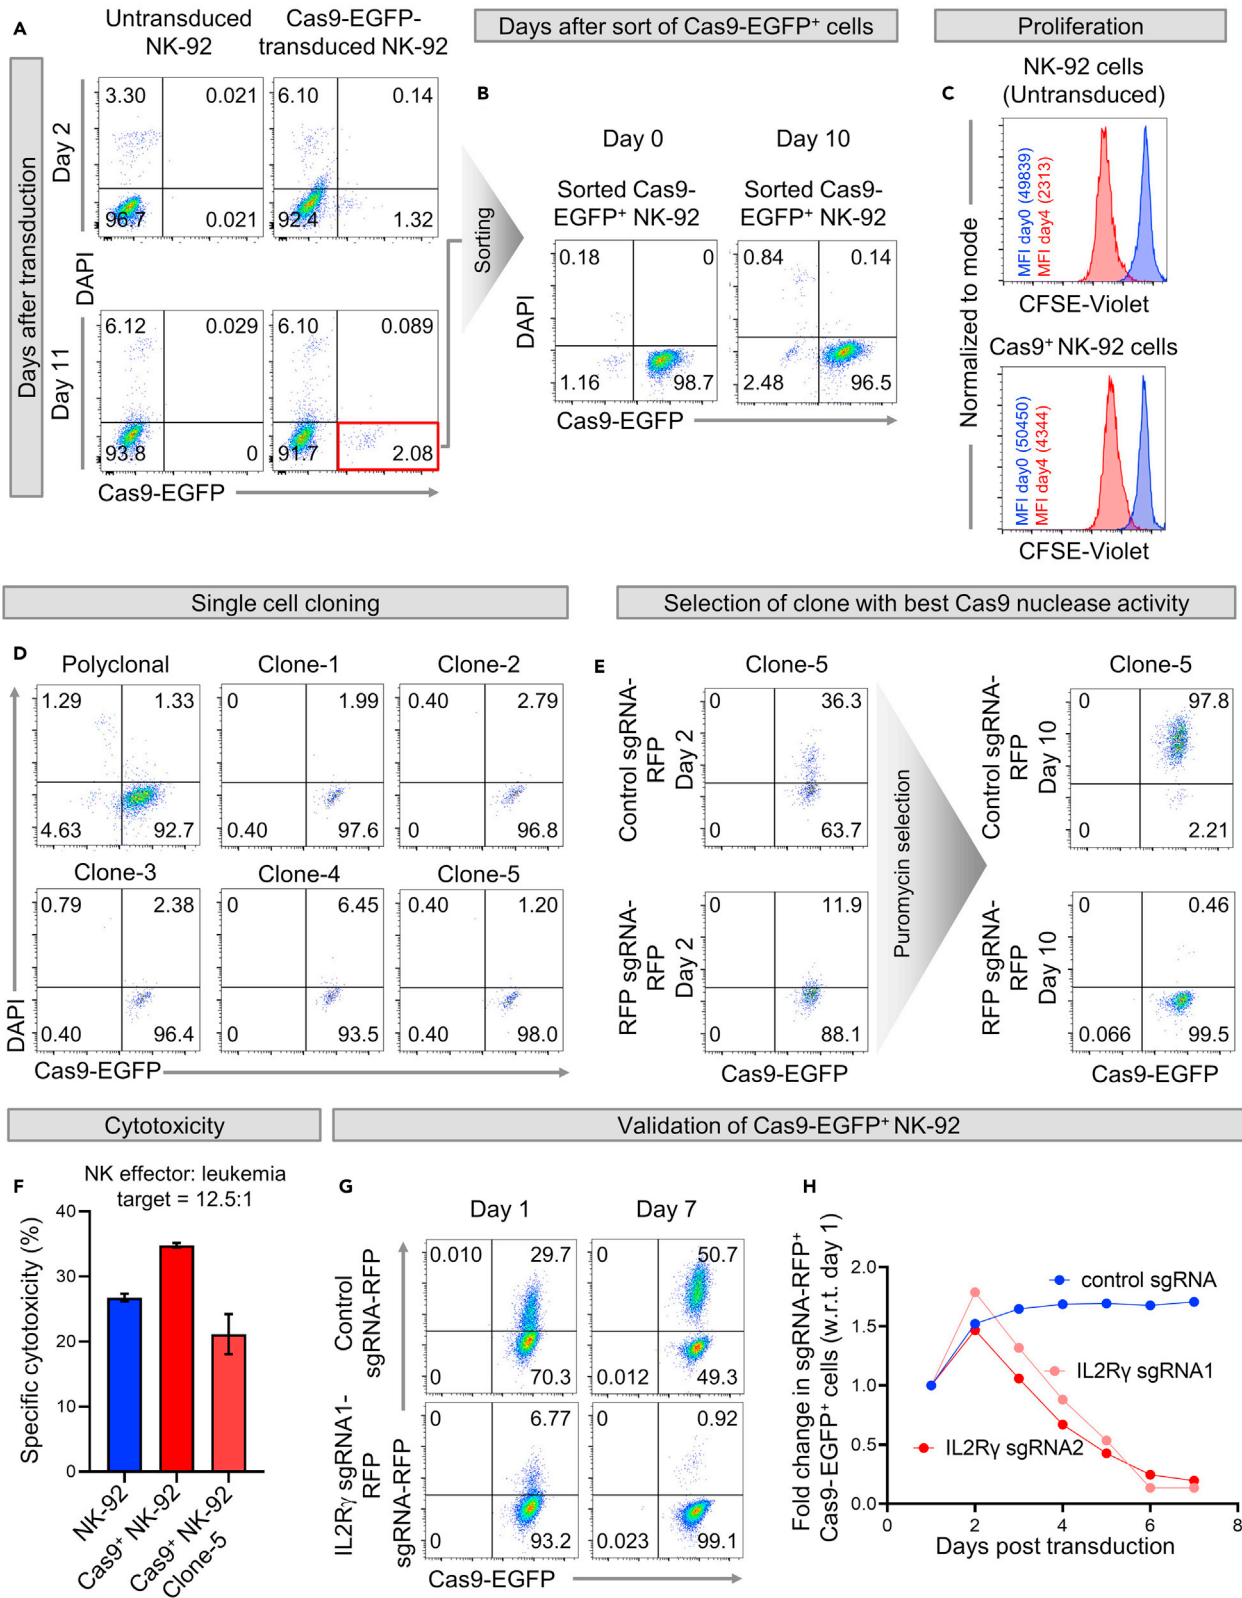 A
Untransduced
NK-92
Cas9-EGFP-
transduced NK-92
Days after transduction
Day 2
3.30
0.021
96.7
0.021
6.10
0.14
92.4
1.32
DAPI
Day 11
6.12
0.029
93.8
0
6.10
0.089
91.7
2.08
Cas9-EGFP
Sorting
Days after sort of Cas9-EGFP⁺ cells
B
Day 0
Day 10
Sorted Cas9-
EGFP⁺ NK-92
Sorted Cas9-
EGFP⁺ NK-92
DAPI
0.18
0
1.16
98.7
0.84
0.14
2.48
96.5
Cas9-EGFP
Proliferation
C
NK-92 cells
(Untransduced)
Normalized to mode
MFI day0 (49839)
MFI day4 (2313)
CFSE-Violet
Cas9⁺ NK-92 cells
MFI day0 (50450)
MFI day4 (4344)
CFSE-Violet
Single cell cloning
D
Polyclonal
Clone-1
Clone-2
1.29
1.33
4.63
92.7
0
1.99
0.40
97.6
0.40
2.79
0
96.8
Clone-3
Clone-4
Clone-5
0.79
2.38
0.40
96.4
0
6.45
0
93.5
0.40
1.20
0.40
98.0
DAPI
Cas9-EGFP
Selection of clone with best Cas9 nuclease activity
E
Clone-5
Control sgRNA-
RFP
Day 2
0
36.3
0
63.7
RFP sgRNA-
RFP
Day 2
0
11.9
0
88.1
Cas9-EGFP
Puromycin selection
Clone-5
Control sgRNA-
RFP
Day 10
0
97.8
0
2.21
RFP sgRNA-
RFP
Day 10
0
0.46
0.066
99.5
Cas9-EGFP
Cytotoxicity
F
NK effector: leukemia
target = 12.5:1
Specific cytotoxicity (%)
40
30
20
10
0
NK-92
Cas9⁺ NK-92
Cas9⁺ NK-92
Clone-5
Validation of Cas9-EGFP⁺ NK-92
G
Day 1
Day 7
Control
sgRNA-RFP
0.010
29.7
0
70.3
0
50.7
0.012
49.3
IL2Rγ sgRNA1-
RFP
sgRNA-RFP
0
6.77
0
93.2
0
0.92
0.023
99.1
Cas9-EGFP
H
Fold change in sgRNA-RFP⁺
Cas9-EGFP⁺ cells (w.r.t. day 1)
2.0
1.5
1.0
0.5
0.0
control sgRNA
IL2Rγ sgRNA1
IL2Rγ sgRNA2
0
2
4
6
8
Days post transduction